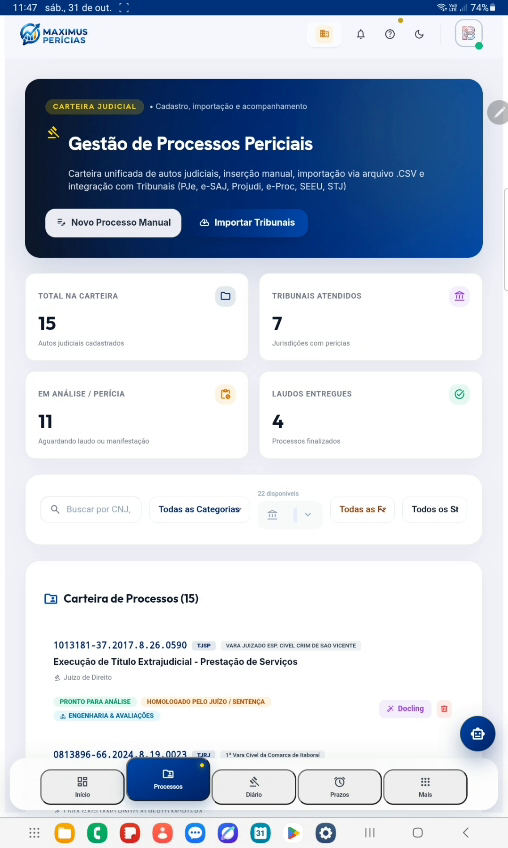 11:47 sáb., 31 de out.
74%
MAXIMUS
PERÍCIAS
CARTEIRA JUDICIAL • Cadastro, importação e acompanhamento
Gestão de Processos Periciais
Carteira unificada de autos judiciais, inserção manual, importação via arquivo .CSV e
integração com Tribunais (PJe, e-SAJ, Projudi, e-Proc, SEEU, STJ)
Novo Processo Manual
Importar Tribunais
TOTAL NA CARTEIRA
15
Autos judiciais cadastrados
TRIBUNAIS ATENDIDOS
7
Jurisdições com perícias
EM ANÁLISE / PERÍCIA
11
Aguardando laudo ou manifestação
LAUDOS ENTREGUES
4
Processos finalizados
22 disponíveis
Buscar por CNJ,
Todas as Categorias
Todas as Fa
Todos os St
Carteira de Processos (15)
1013181-37.2017.8.26.0590 TJSP VARA JUIZADO ESP. CIVEL CRIM DE SAO VICENTE
Execução de Título Extrajudicial - Prestação de Serviços
Juízo de Direito
PRONTO PARA ANÁLISE HOMOLOGADO PELO JUÍZO / SENTENÇA
ENGENHARIA & AVALIAÇÕES
Docling
0813896-66.2024.8.19.0023 TJRJ 1ª Vara Cível da Comarca de Itaboraí
Início
Processos
Diário
Prazos
Mais
31